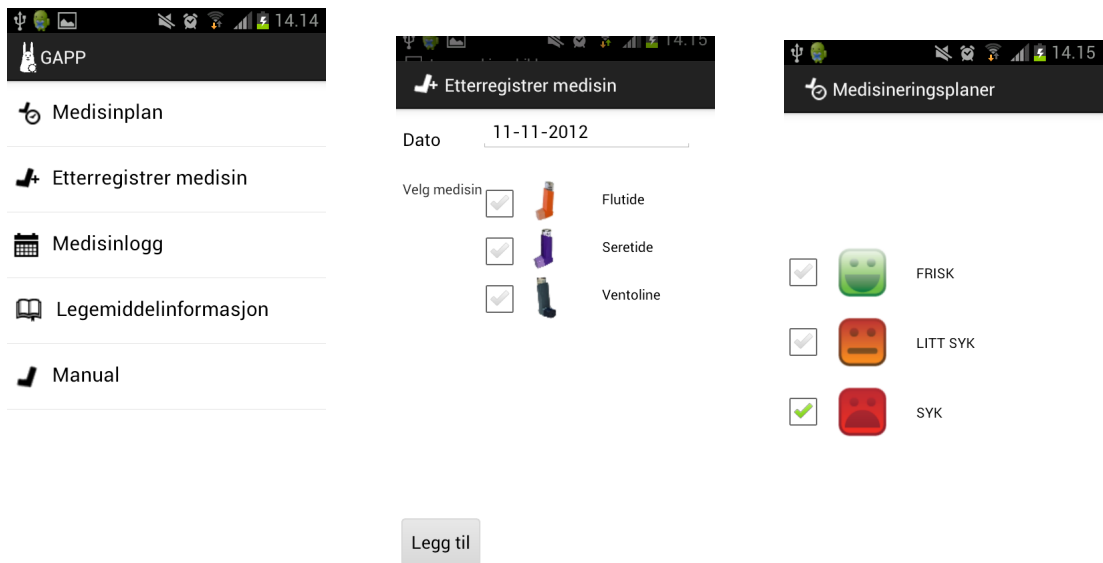 14.14
GAPP
Medisinplan
Etterregistrer medisin
Medisinlogg
Legemiddelinformasjon
Manual
14.15
Etterregistrer medisin
Dato 11-11-2012
Velg medisin
Flutide
Seretide
Ventoline
Legg til
14.15
Medisineringsplaner
FRISK
LITT SYK
SYK